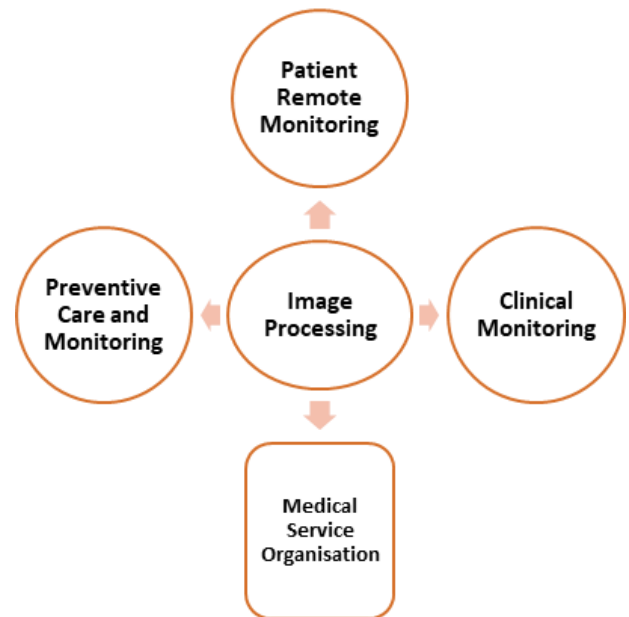 Patient
Remote
Monitoring
Preventive
Care and
Monitoring
Image
Processing
Clinical
Monitoring
Medical
Service
Organisation